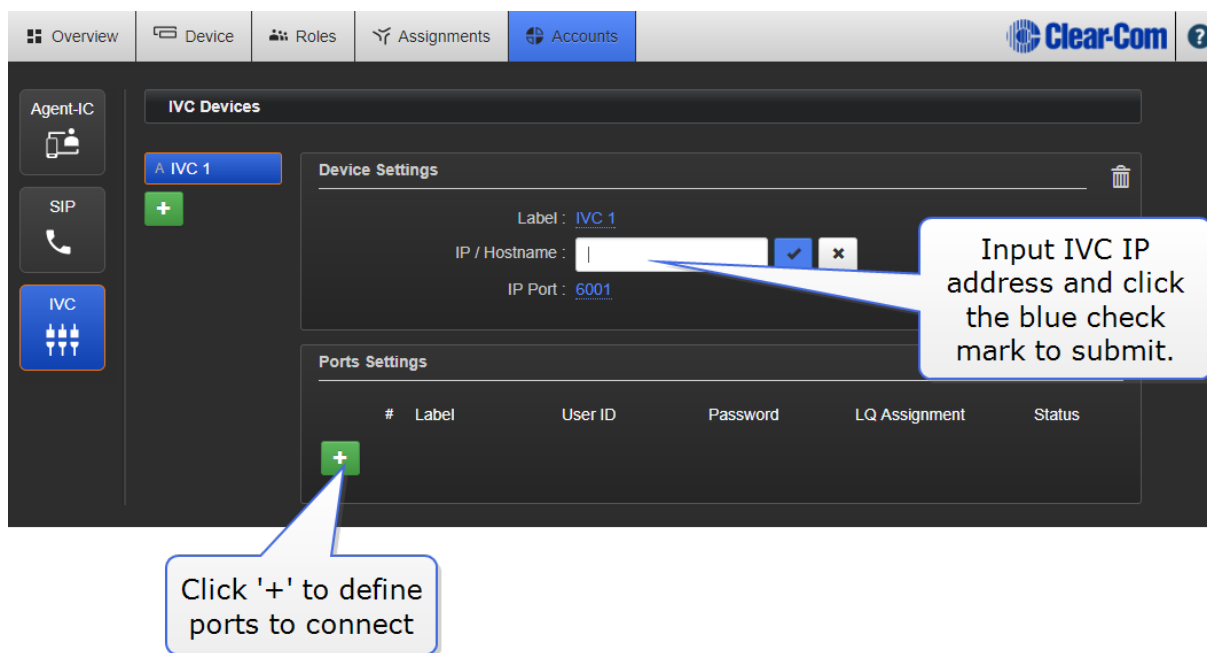 Overview Device Roles Assignments Accounts Clear-Com ?
Agent-IC
IVC Devices
A IVC 1
Device Settings
SIP
+
Label : IVC 1
IP / Hostname :
IP Port : 6001
Input IVC IP
address and click
the blue check
mark to submit.
IVC
Ports Settings
# Label User ID Password LQ Assignment Status
+
Click '+' to define
ports to connect